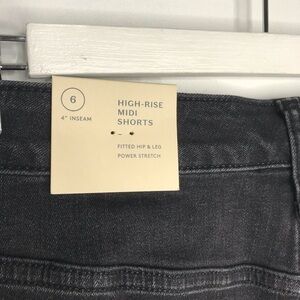 6
4" INSEAM
HIGH-RISE
MIDI
SHORTS
FITTED HIP & LEG
POWER STRETCH